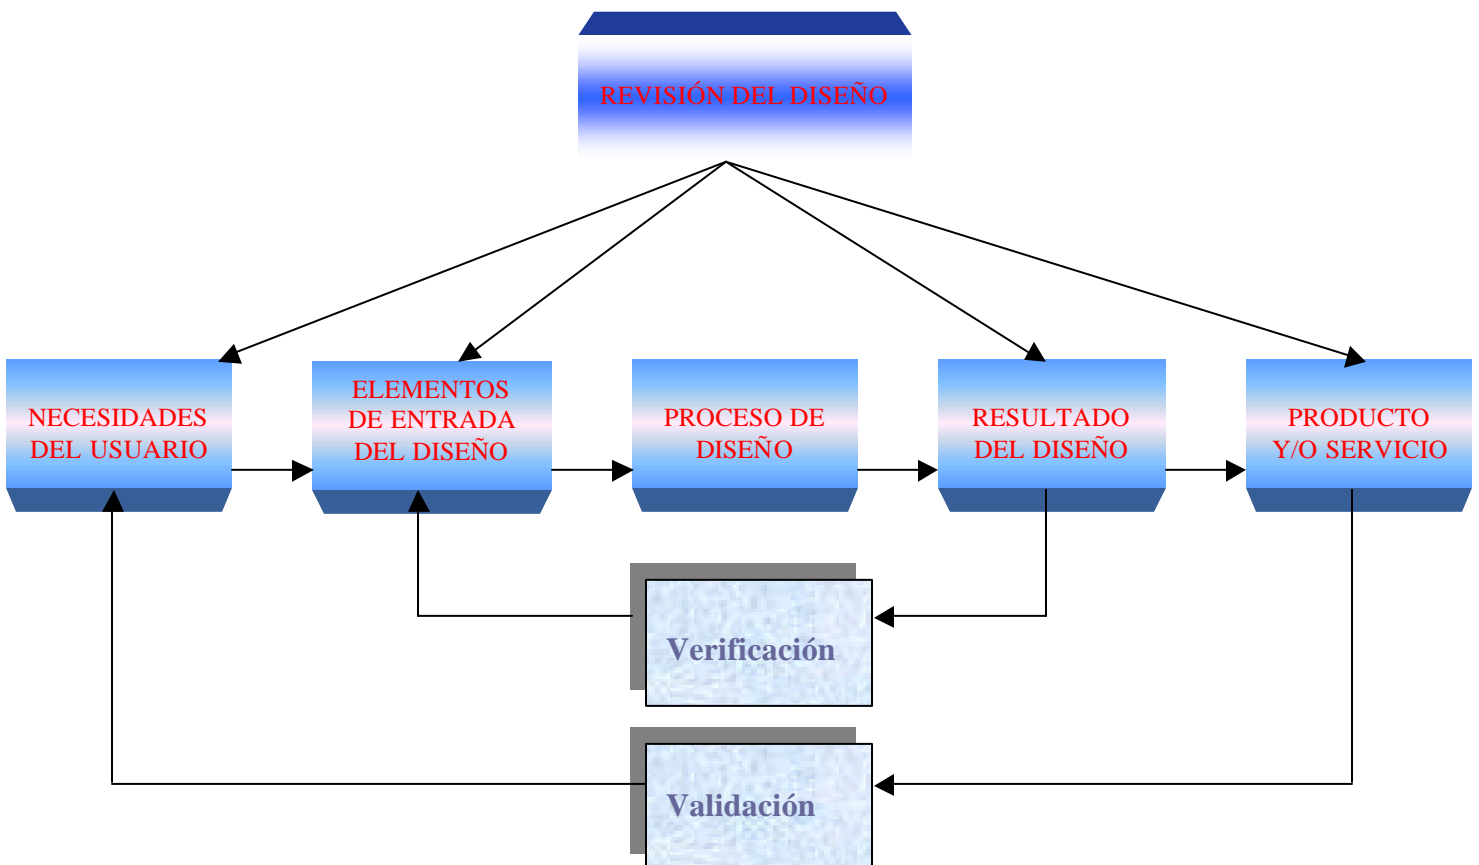 REVISIÓN DEL DISEÑO
NECESIDADES
DEL USUARIO
ELEMENTOS
DE ENTRADA
DEL DISEÑO
PROCESO DE
DISEÑO
RESULTADO
DEL DISEÑO
PRODUCTO
Y/O SERVICIO
Verificación
Validación